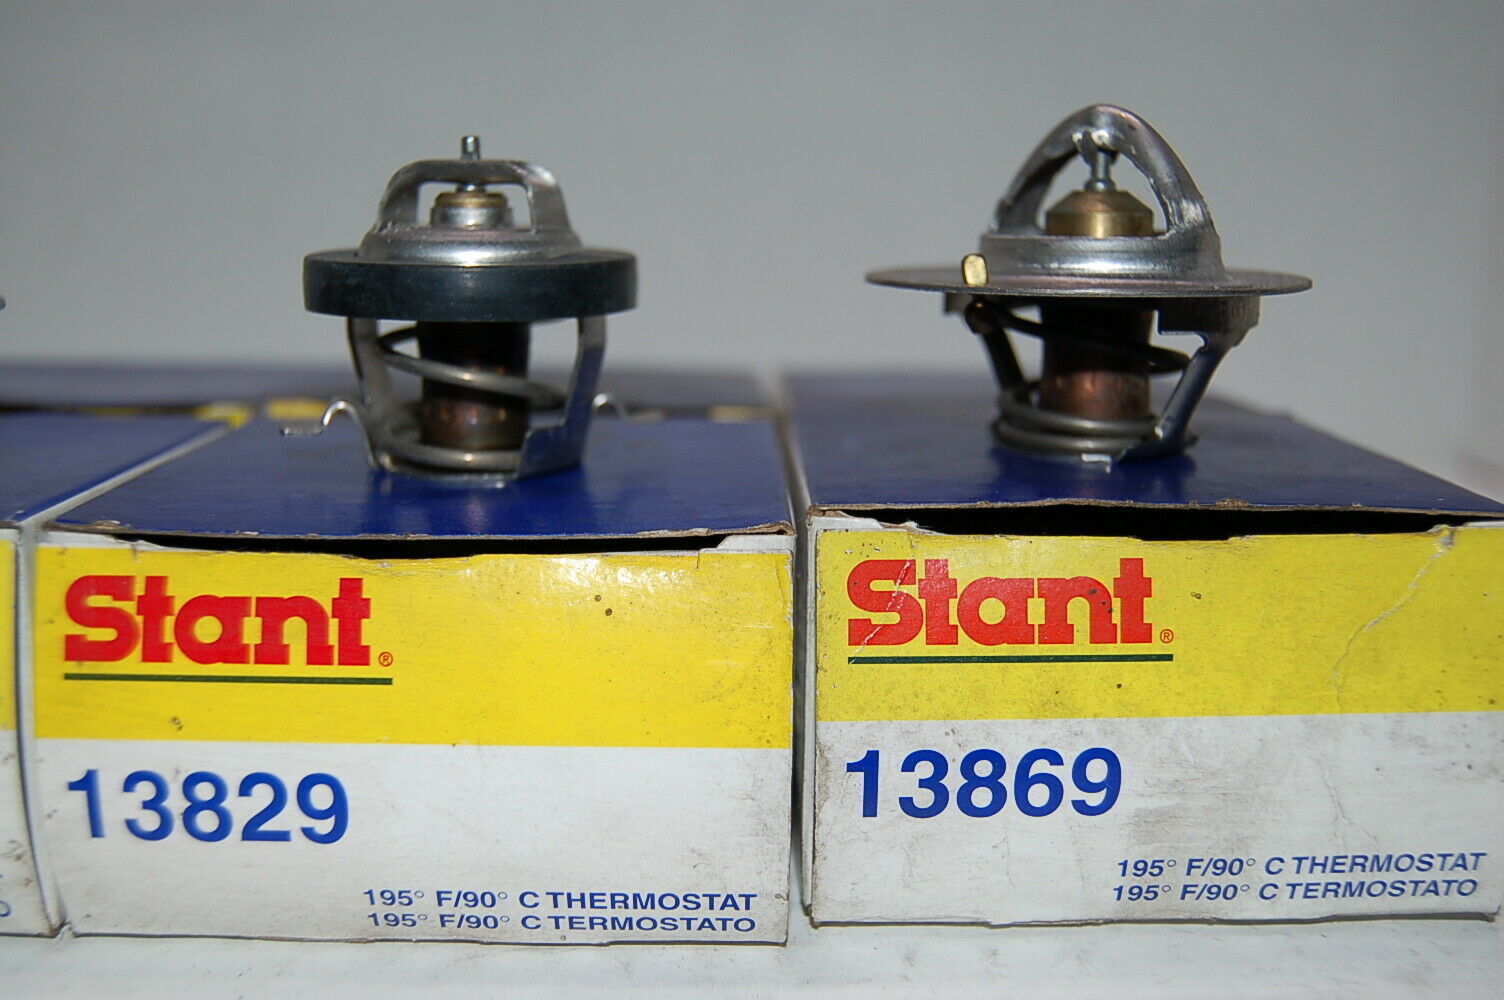 Stant®
13829
195° F/90° C THERMOSTAT
195° F/90° C TERMOSTATO
Stant®
13869
195° F/90° C THERMOSTAT
195° F/90° C TERMOSTATO